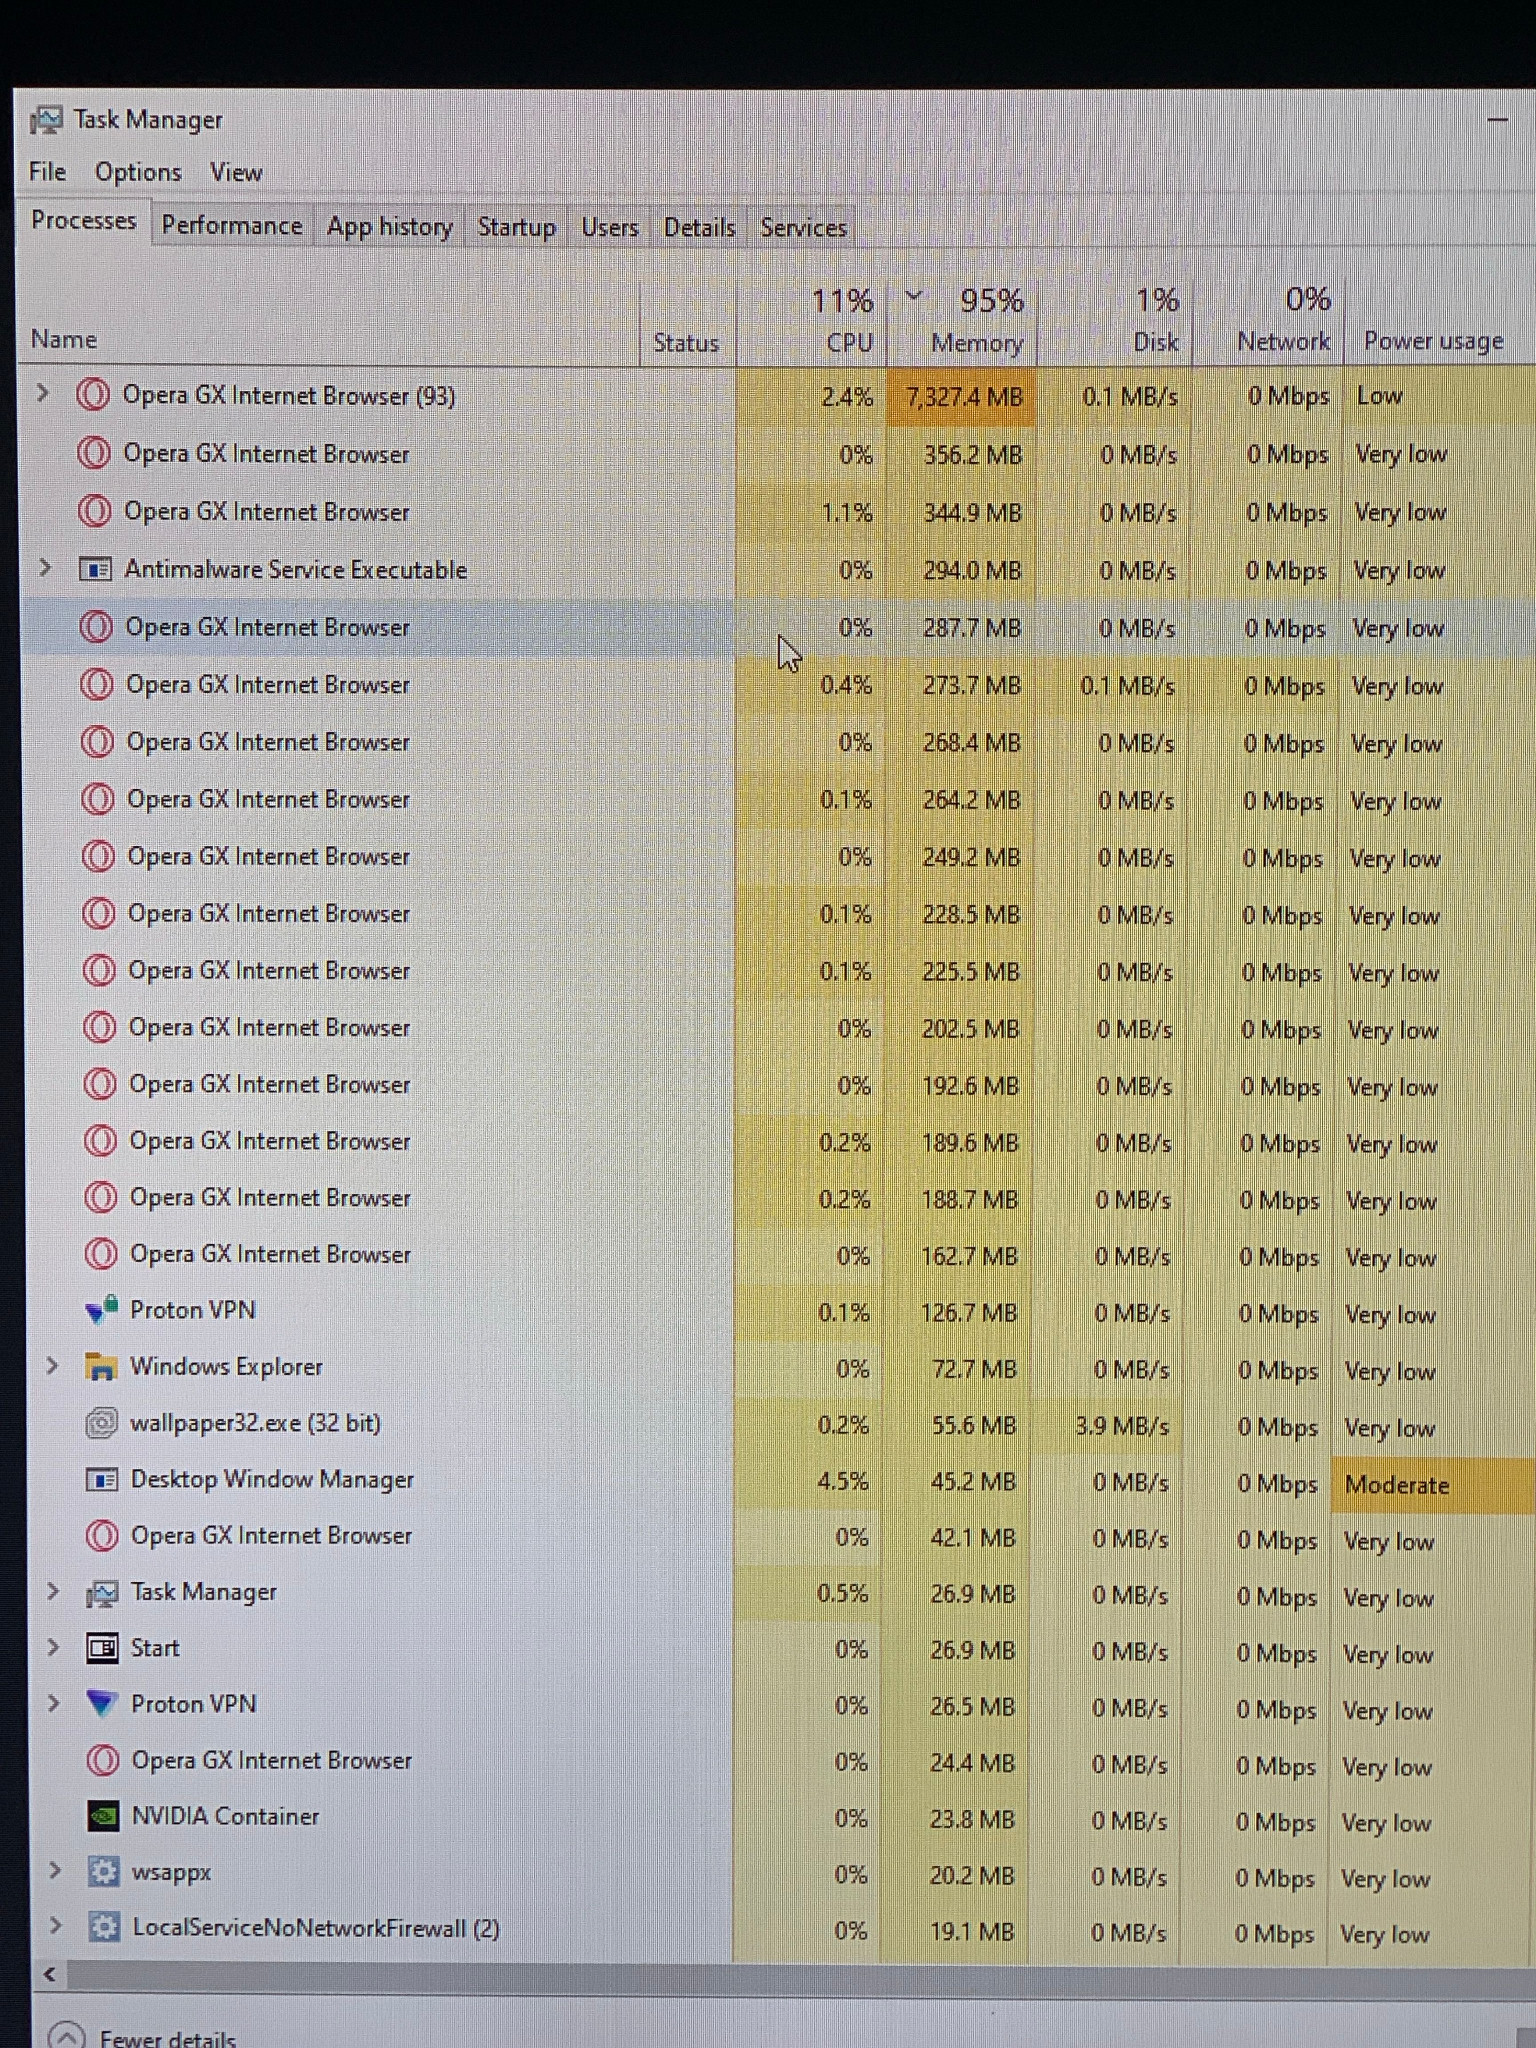 Task Manager
File Options View
Processes Performance App history Startup Users Details Services
11% 95% 1% 0%
Name Status CPU Memory Disk Network Power usage
Opera GX Internet Browser (93) 2.4% 7,327.4 MB 0.1 MB/s 0 Mbps Low
Opera GX Internet Browser 0% 356.2 MB 0 MB/s 0 Mbps Very low
Opera GX Internet Browser 1.1% 344.9 MB 0 MB/s 0 Mbps Very low
Antimalware Service Executable 0% 294.0 MB 0 MB/s 0 Mbps Very low
Opera GX Internet Browser 0% 287.7 MB 0 MB/s 0 Mbps Very low
Opera GX Internet Browser 0.4% 273.7 MB 0.1 MB/s 0 Mbps Very low
Opera GX Internet Browser 0% 268.4 MB 0 MB/s 0 Mbps Very low
Opera GX Internet Browser 0.1% 264.2 MB 0 MB/s 0 Mbps Very low
Opera GX Internet Browser 0% 249.2 MB 0 MB/s 0 Mbps Very low
Opera GX Internet Browser 0.1% 228.5 MB 0 MB/s 0 Mbps Very low
Opera GX Internet Browser 0.1% 225.5 MB 0 MB/s 0 Mbps Very low
Opera GX Internet Browser 0% 202.5 MB 0 MB/s 0 Mbps Very low
Opera GX Internet Browser 0% 192.6 MB 0 MB/s 0 Mbps Very low
Opera GX Internet Browser 0.2% 189.6 MB 0 MB/s 0 Mbps Very low
Opera GX Internet Browser 0.2% 188.7 MB 0 MB/s 0 Mbps Very low
Opera GX Internet Browser 0% 162.7 MB 0 MB/s 0 Mbps Very low
Proton VPN 0.1% 126.7 MB 0 MB/s 0 Mbps Very low
Windows Explorer 0% 72.7 MB 0 MB/s 0 Mbps Very low
wallpaper32.exe (32 bit) 0.2% 55.6 MB 3.9 MB/s 0 Mbps Very low
Desktop Window Manager 4.5% 45.2 MB 0 MB/s 0 Mbps Moderate
Opera GX Internet Browser 0% 42.1 MB 0 MB/s 0 Mbps Very low
Task Manager 0.5% 26.9 MB 0 MB/s 0 Mbps Very low
Start 0% 26.9 MB 0 MB/s 0 Mbps Very low
Proton VPN 0% 26.5 MB 0 MB/s 0 Mbps Very low
Opera GX Internet Browser 0% 24.4 MB 0 MB/s 0 Mbps Very low
NVIDIA Container 0% 23.8 MB 0 MB/s 0 Mbps Very low
wsappx 0% 20.2 MB 0 MB/s 0 Mbps Very low
LocalServiceNoNetworkFirewall (2) 0% 19.1 MB 0 MB/s 0 Mbps Very low
Fewer details